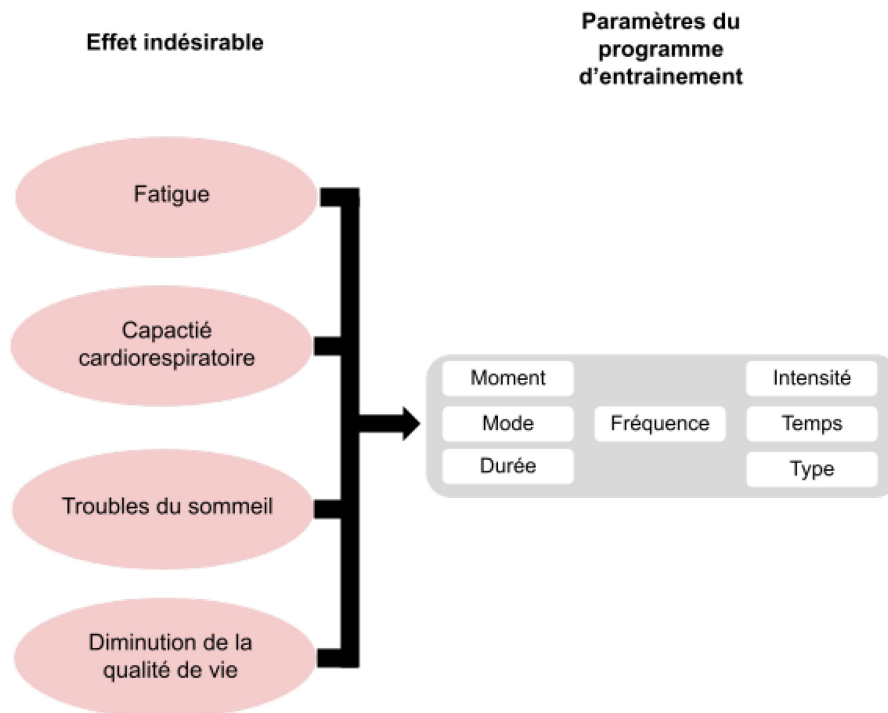 Effet indésirable
Paramètres du
programme
d'entrainement
Fatigue
Capactié
cardiorespiratoire
Troubles du sommeil
Diminution de la
qualité de vie
Moment
Mode
Durée
Fréquence
Intensité
Temps
Type